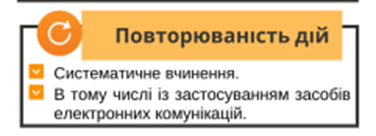 Повторюваність дій
Систематичне вчинення.
В тому числі із застосуванням засобів
електронних комунікацій.